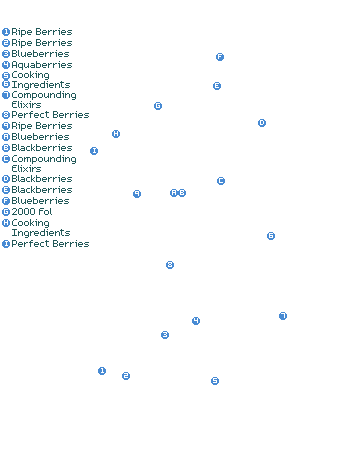 1 Ripe Berries
2 Ripe Berries
3 Blueberries
4 Aquaberries
5 Cooking
6 Ingredients
7 Compounding
Elixirs
8 Perfect Berries
9 Ripe Berries
A Blueberries
B Blackberries
C Compounding
Elixirs
D Blackberries
E Blackberries
F Blueberries
G 2000 Fol
H Cooking
Ingredients
I Perfect Berries
F
E
G
D
H
I
C
9 A B
6
8
7
4
3
1
2
5